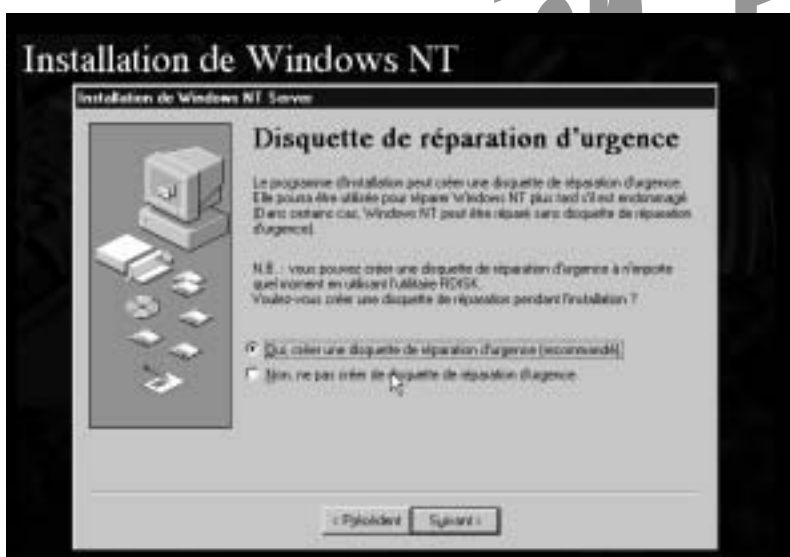 Installation de Windows NT
Installation de Windows NT Server
Disquette de réparation d'urgence
Le programme d'installation peut créer une disquette de réparation d'urgence.
Elle pourra être utilisée pour réparer Windows NT plus tard s'il est endommagé
(Dans certains cas, Windows NT peut être réparé sans disquette de réparation
d'urgence).
N.B. : vous pouvez créer une disquette de réparation d'urgence à n'importe
quel moment en utilisant l'utilitaire RDISK.
Voulez-vous créer une disquette de réparation pendant l'installation ?
Oui, créer une disquette de réparation d'urgence (recommandé).
Non, ne pas créer de disquette de réparation d'urgence.
< Précédent
Suivant >